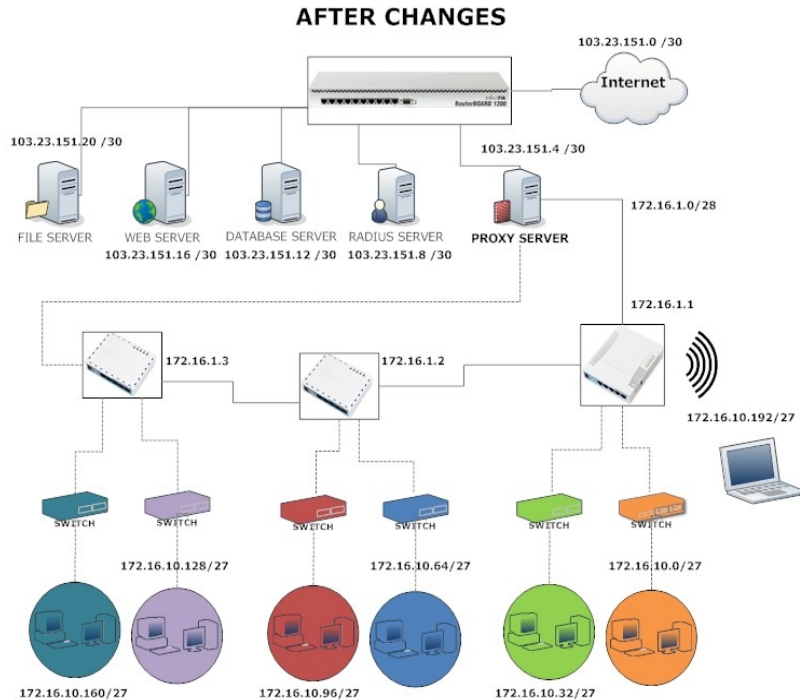 AFTER CHANGES
103.23.151.0 /30
Internet
RouterBOARD 1200
103.23.151.20 /30
103.23.151.4 /30
172.16.1.0/28
FILE SERVER
WEB SERVER
DATABASE SERVER
RADIUS SERVER
PROXY SERVER
103.23.151.16 /30
103.23.151.12 /30
103.23.151.8 /30
172.16.1.1
172.16.1.3
172.16.1.2
172.16.10.192/27
SWITCH
SWITCH
SWITCH
SWITCH
SWITCH
SWITCH
172.16.10.128/27
172.16.10.64/27
172.16.10.0/27
172.16.10.160/27
172.16.10.96/27
172.16.10.32/27